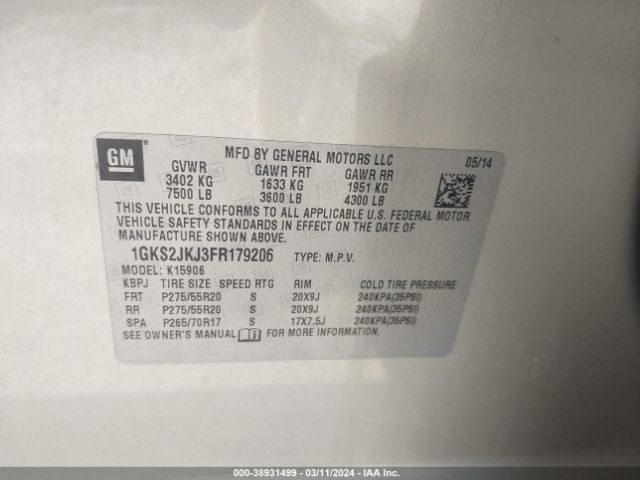 GM
MFD BY GENERAL MOTORS LLC 05/14
GVWR GAWR FRT GAWR RR
3402 KG 1633 KG 1951 KG
7500 LB 3600 LB 4300 LB
THIS VEHICLE CONFORMS TO ALL APPLICABLE U.S. FEDERAL MOTOR
VEHICLE SAFETY STANDARDS IN EFFECT ON THE DATE OF
MANUFACTURE SHOWN ABOVE.
1GKS2JKJ3FR179206 TYPE: M.P.V.
MODEL: K15906
KBPJ TIRE SIZE SPEED RTG RIM COLD TIRE PRESSURE
FRT P275/55R20 S 20X9J 240KPA(35PSI)
RR P275/55R20 S 20X9J 240KPA(35PSI)
SPA P265/70R17 S 17X7.5J 240KPA(35PSI)
SEE OWNER'S MANUAL FOR MORE INFORMATION.
000-38931499 - 03/11/2024 - IAA Inc.